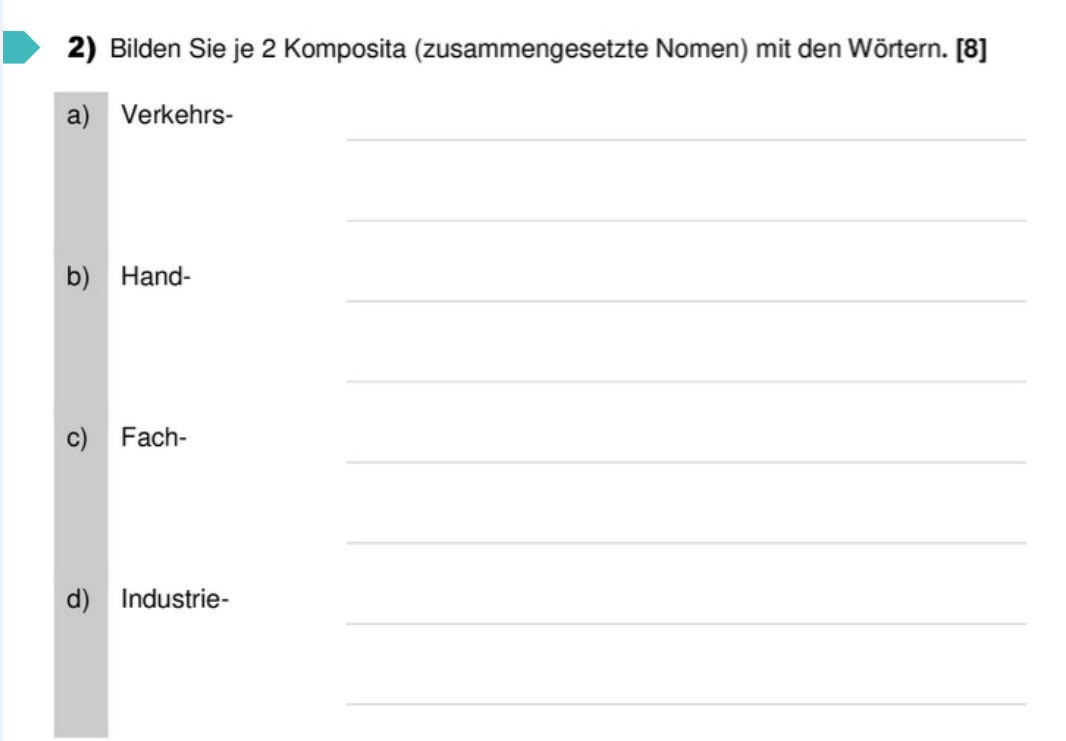 2) Bilden Sie je 2 Komposita (zusammengesetzte Nomen) mit den Wörtern. [8]
a) Verkehrs-
b) Hand-
c) Fach-
d) Industrie-